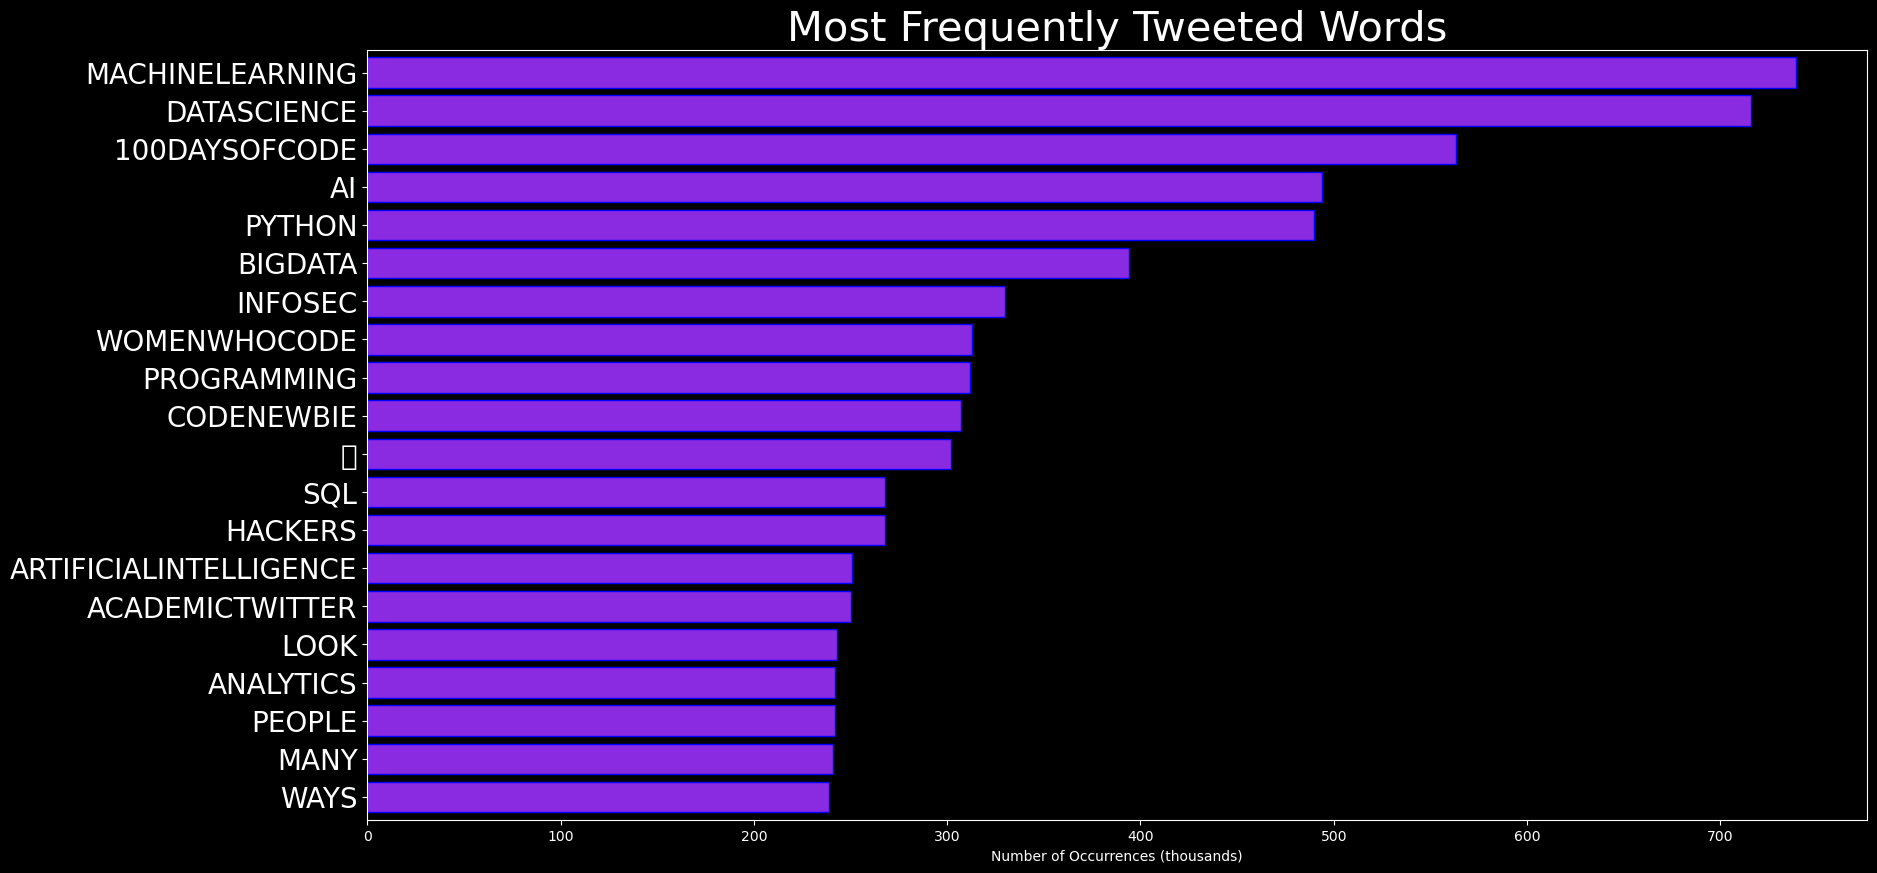 Most Frequently Tweeted Words
MACHINELEARNING
DATASCIENCE
100DAYSOFCODE
AI
PYTHON
BIGDATA
INFOSEC
WOMENWHOCODE
PROGRAMMING
CODENEWBIE
SQL
HACKERS
ARTIFICIALINTELLIGENCE
ACADEMICTWITTER
LOOK
ANALYTICS
PEOPLE
MANY
WAYS
0 100 200 300 400 500 600 700
Number of Occurrences (thousands)